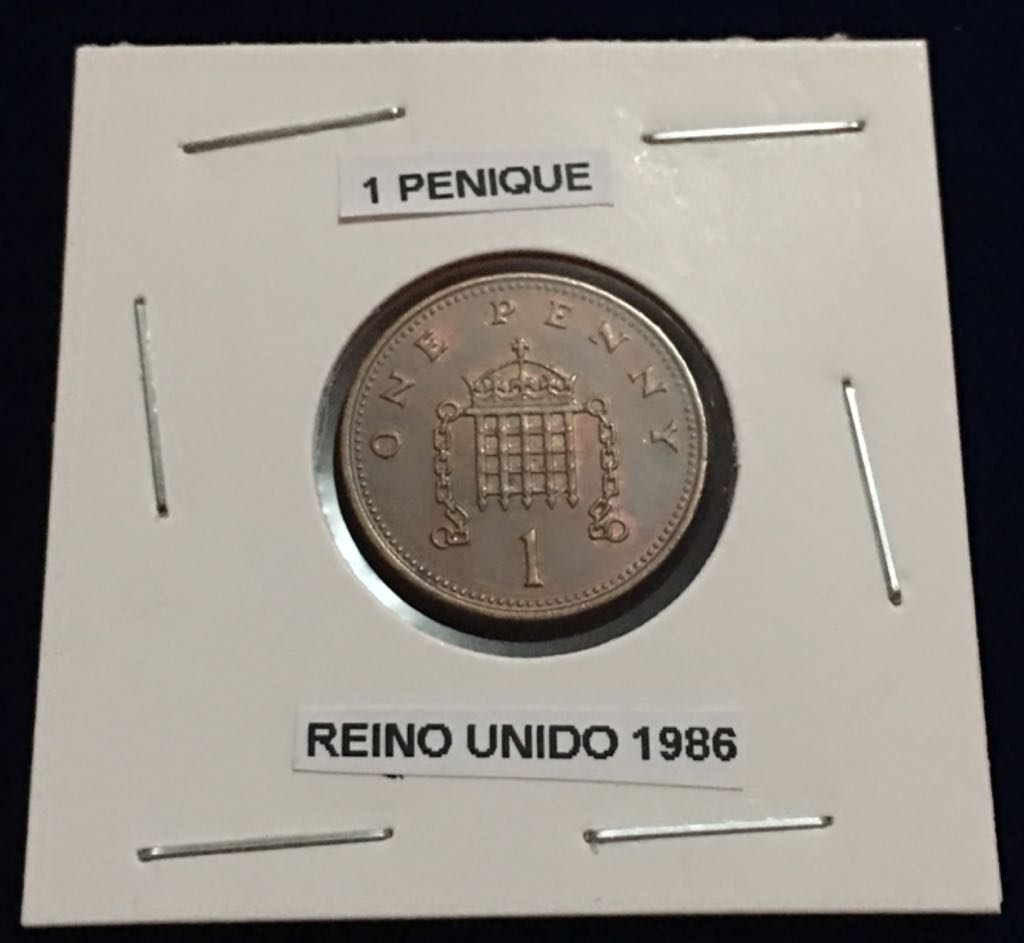 1 PENIQUE
ONE PENNY
1
REINO UNIDO 1986